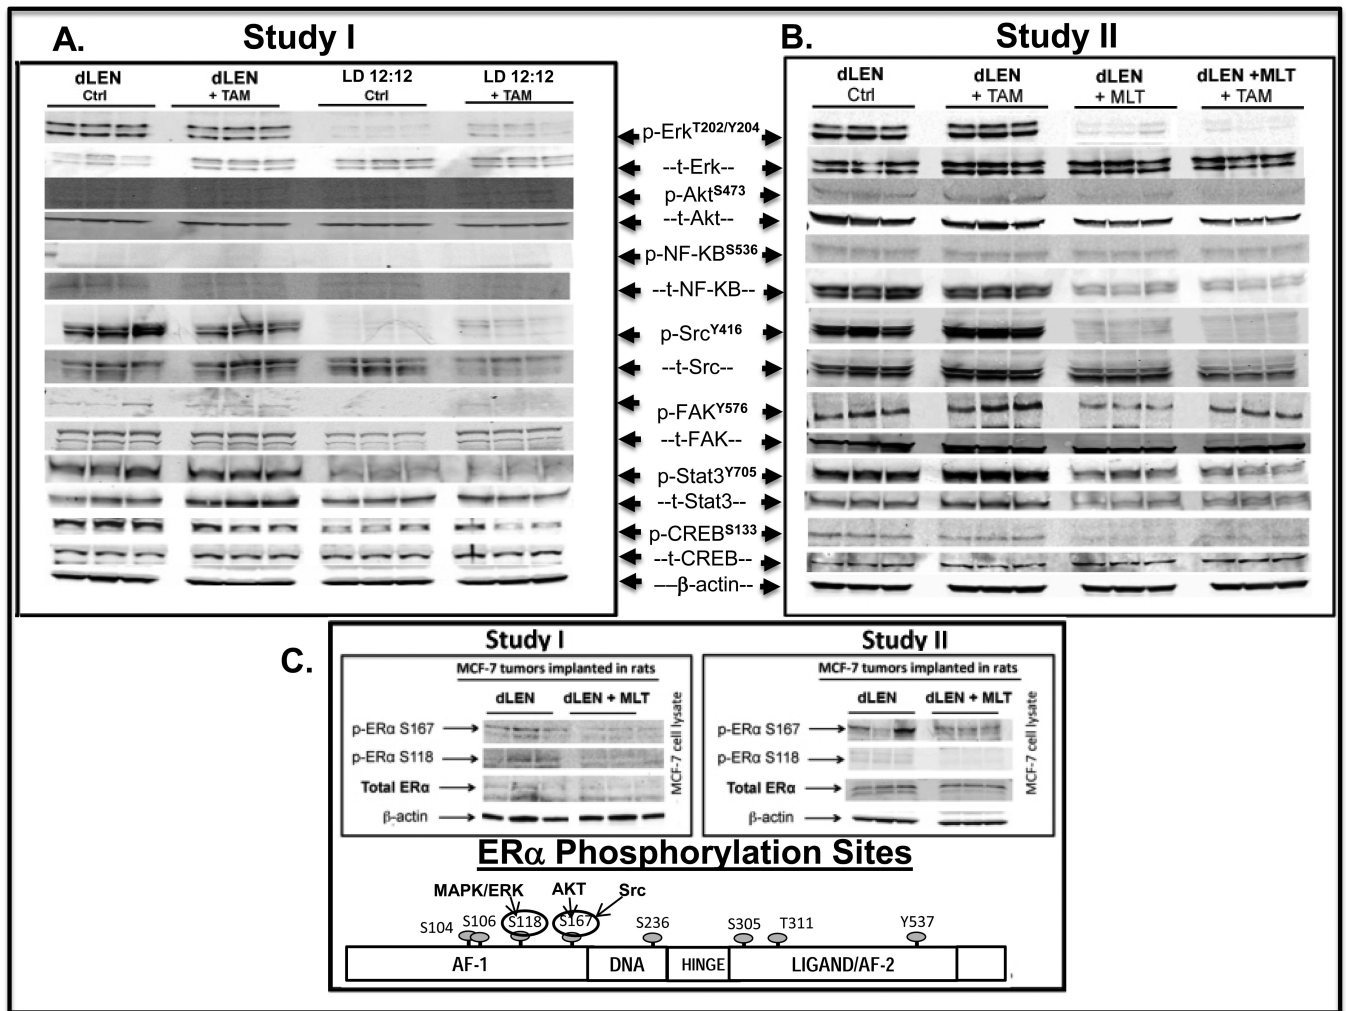 A.
Study I
dLEN
Ctrl
dLEN
+ TAM
LD 12:12
Ctrl
LD 12:12
+ TAM
B.
Study II
dLEN
Ctrl
dLEN
+ TAM
dLEN
+ MLT
dLEN +MLT
+ TAM
p-Erk^T202/Y204
--t-Erk--
p-Akt^S473
--t-Akt--
p-NF-KB^S536
--t-NF-KB--
p-Src^Y416
--t-Src--
p-FAK^Y576
--t-FAK--
p-Stat3^Y705
--t-Stat3--
p-CREB^S133
--t-CREB--
—-β-actin--
C.
Study I
MCF-7 tumors implanted in rats
dLEN
dLEN + MLT
p-ERα S167
p-ERα S118
Total ERα
β-actin
MCF-7 cell lysate
Study II
MCF-7 tumors implanted in rats
dLEN
dLEN + MLT
p-ERα S167
p-ERα S118
Total ERα
β-actin
MCF-7 cell lysate
ERα Phosphorylation Sites
MAPK/ERK
AKT
Src
S104
S106
S118
S167
S236
S305
T311
Y537
AF-1
DNA
HINGE
LIGAND/AF-2